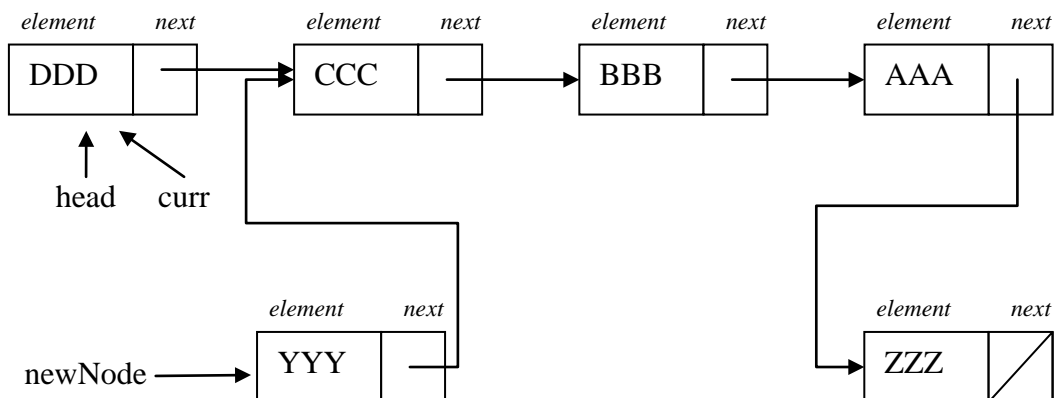 element next element next element next element next
DDD CCC BBB AAA
head curr
element next element next
newNode YYY ZZZ